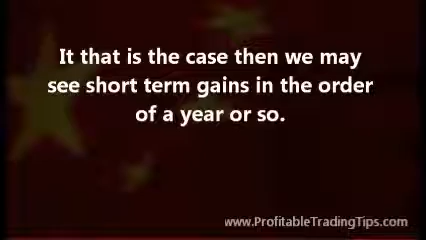 It that is the case then we may
see short term gains in the order
of a year or so.
www.ProfitableTradingTips.com